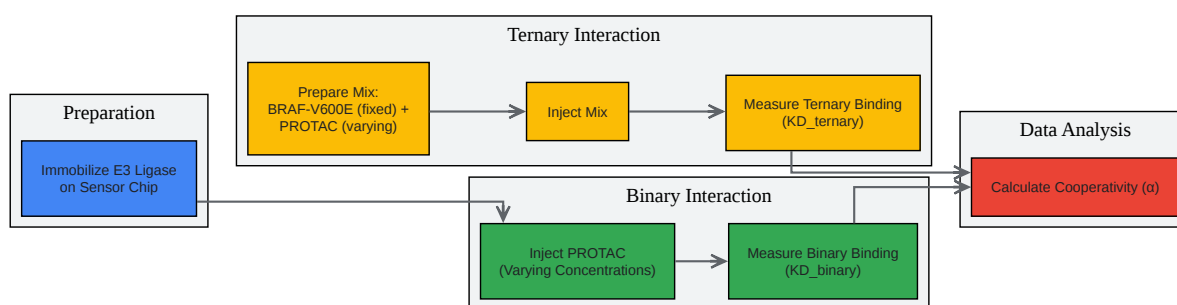 Preparation
Immobilize E3 Ligase
on Sensor Chip
Ternary Interaction
Prepare Mix:
BRAF-V600E (fixed) +
PROTAC (varying)
Inject Mix
Measure Ternary Binding
(KD_ternary)
Binary Interaction
Inject PROTAC
(Varying Concentrations)
Measure Binary Binding
(KD_binary)
Data Analysis
Calculate Cooperativity (α)